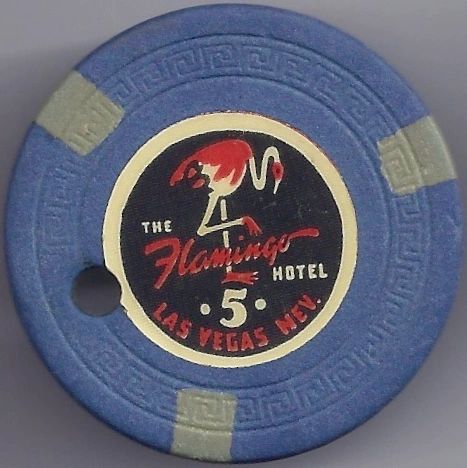 THE
Flamingo
HOTEL
·5·
LAS VEGAS NEV.